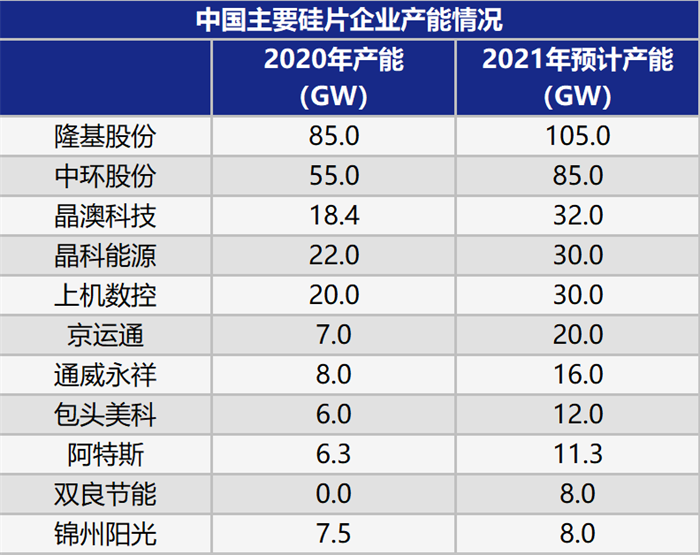 中国主要硅片企业产能情况
2020年产能 2021年预计产能
（GW） （GW）
隆基股份 85.0 105.0
中环股份 55.0 85.0
晶澳科技 18.4 32.0
晶科能源 22.0 30.0
上机数控 20.0 30.0
京运通 7.0 20.0
通威永祥 8.0 16.0
包头美科 6.0 12.0
阿特斯 6.3 11.3
双良节能 0.0 8.0
锦州阳光 7.5 8.0